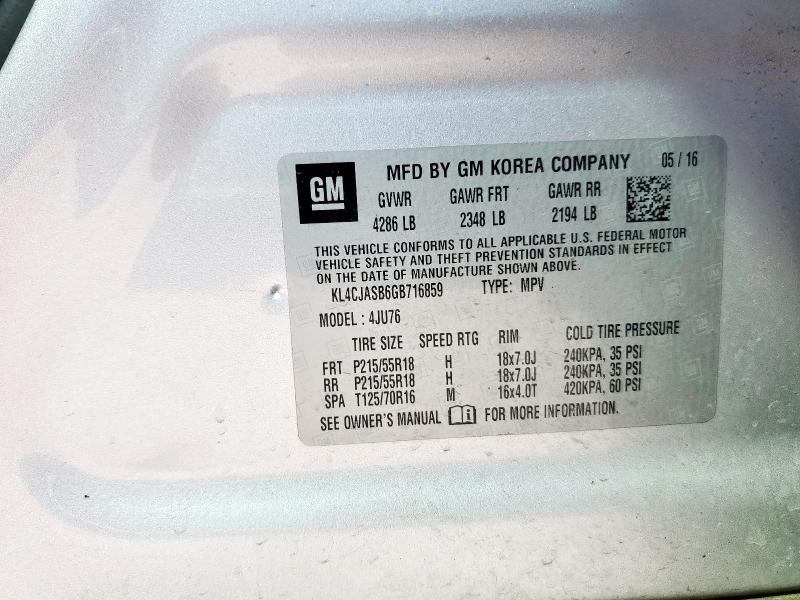 GM
MFD BY GM KOREA COMPANY 05 / 16
GVWR GAWR FRT GAWR RR
4286 LB 2348 LB 2194 LB
THIS VEHICLE CONFORMS TO ALL APPLICABLE U.S. FEDERAL MOTOR
VEHICLE SAFETY AND THEFT PREVENTION STANDARDS IN EFFECT
ON THE DATE OF MANUFACTURE SHOWN ABOVE.
KL4CJASB6GB716859 TYPE: MPV
MODEL : 4JU76
TIRE SIZE SPEED RTG RIM COLD TIRE PRESSURE
FRT P215/55R18 H 18x7.0J 240KPA, 35 PSI
RR P215/55R18 H 18x7.0J 240KPA, 35 PSI
SPA T125/70R16 M 16x4.0T 420KPA, 60 PSI
SEE OWNER'S MANUAL FOR MORE INFORMATION.